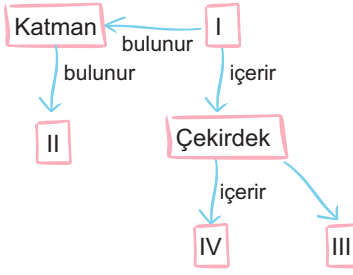 Katman
I
bulunur
bulunur
içerir
II
Çekirdek
içerir
IV
III